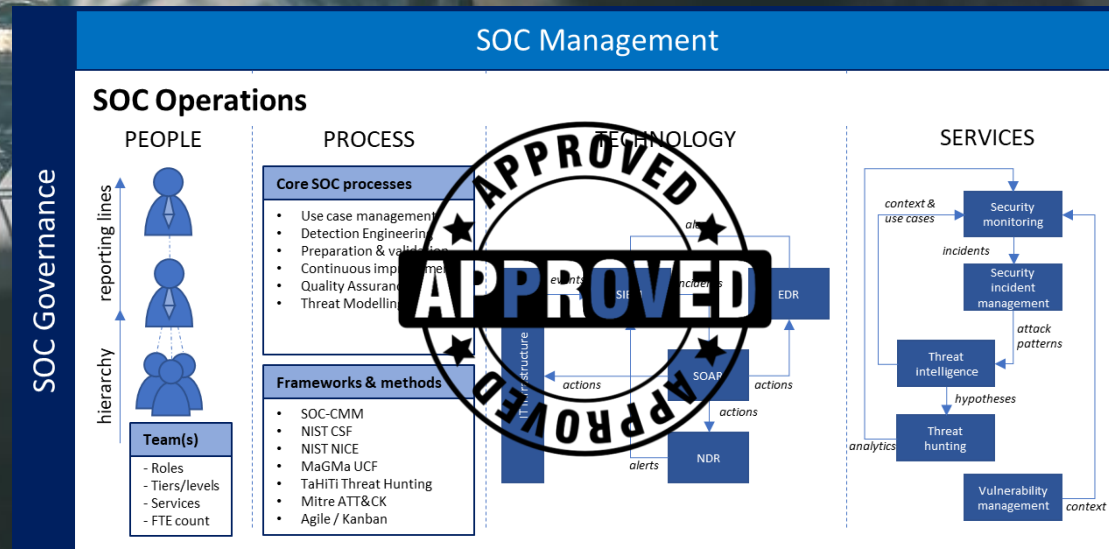 SOC Management
SOC Governance
SOC Operations
PEOPLE
reporting lines
hierarchy
Team(s)
- Roles
- Tiers/levels
- Services
- FTE count
PROCESS
Core SOC processes
• Use case management
• Detection Engineering
• Preparation &
• Continuous
• Quality
• Threat Modelling
Frameworks & methods
• SOC-CMM
• NIST CSF
• NIST NICE
• MaGMa UCF
• TaHiTi Threat Hunting
• Mitre ATT&CK
• Agile / Kanban
TECHNOLOGY
APPROVED
APPROVED
APPROVED
events
incidents
EDR
IT Infrastructure
SOAR
actions
actions
actions
NDR
alerts
SERVICES
context &
use cases
Security
monitoring
incidents
Security
incident
management
attack
patterns
Threat
intelligence
hypotheses
Threat
hunting
analytics
Vulnerability
management
context